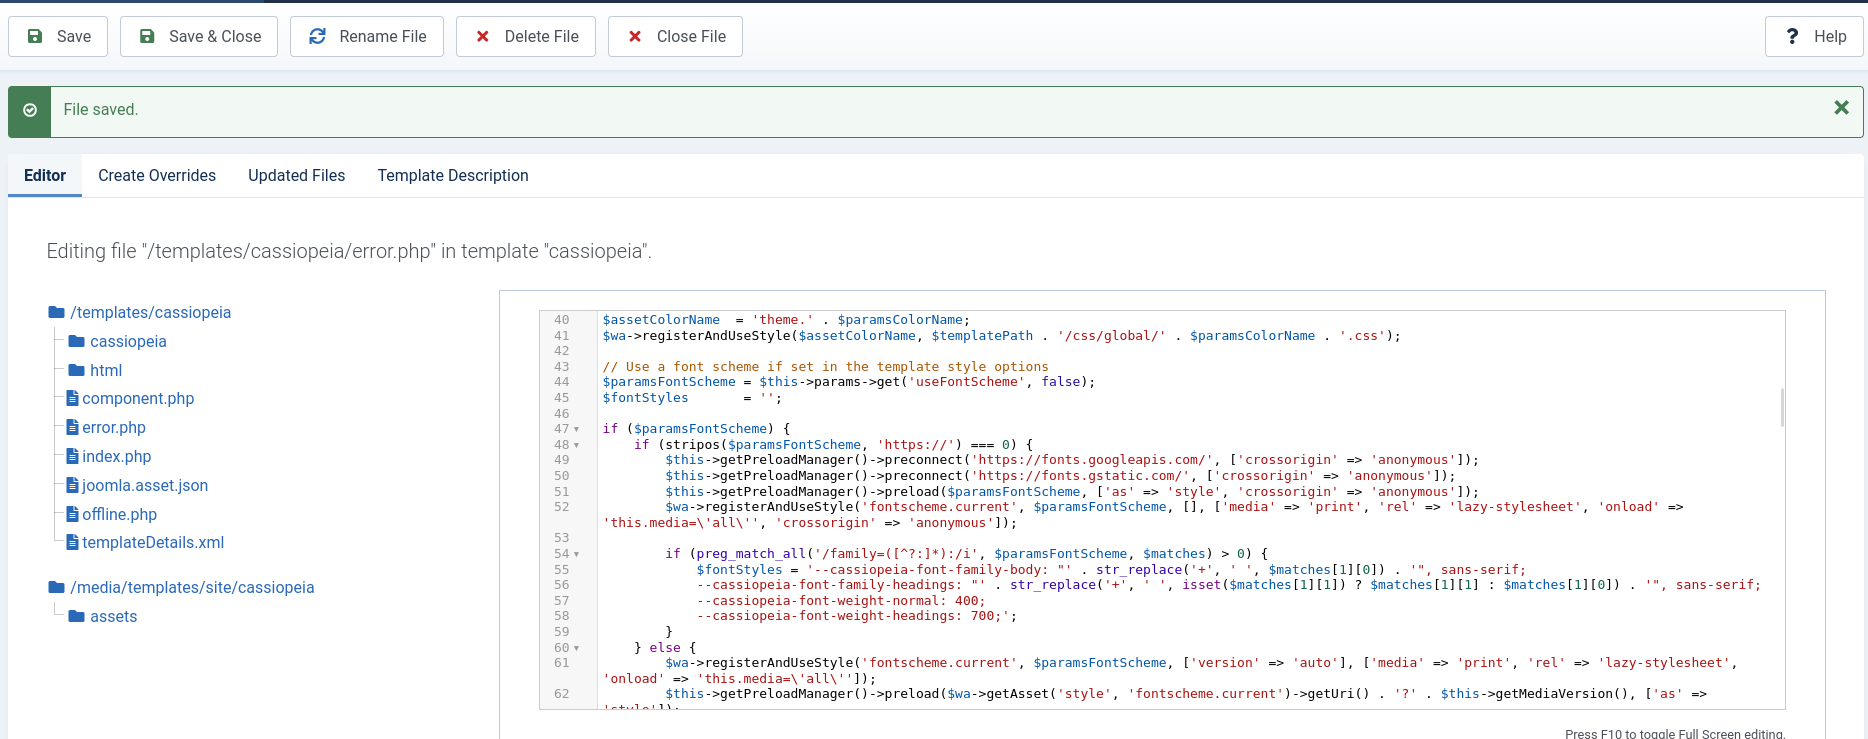 Save
Save & Close
Rename File
Delete File
Close File
Help
File saved.
Editor
Create Overrides
Updated Files
Template Description
Editing file "/templates/cassiopeia/error.php" in template "cassiopeia".
/templates/cassiopeia
cassiopeia
html
component.php
error.php
index.php
joomla.asset.json
offline.php
templateDetails.xml
/media/templates/site/cassiopeia
assets
40 $assetColorName  = 'theme.' . $paramsColorName;
41 $wa->registerAndUseStyle($assetColorName, $templatePath . '/css/global/' . $paramsColorName . '.css');
42
43 // Use a font scheme if set in the template style options
44 $paramsFontScheme = $this->params->get('useFontScheme', false);
45 $fontStyles       = '';
46
47 if ($paramsFontScheme) {
48     if (stripos($paramsFontScheme, 'https://') === 0) {
49         $this->getPreloadManager()->preconnect('https://fonts.googleapis.com/', ['crossorigin' => 'anonymous']);
50         $this->getPreloadManager()->preconnect('https://fonts.gstatic.com/', ['crossorigin' => 'anonymous']);
51         $this->getPreloadManager()->preload($paramsFontScheme, ['as' => 'style', 'crossorigin' => 'anonymous']);
52         $wa->registerAndUseStyle('fontscheme.current', $paramsFontScheme, [], ['media' => 'print', 'rel' => 'lazy-stylesheet', 'onload' =>
'this.media=\'all\'', 'crossorigin' => 'anonymous']);
53
54         if (preg_match_all('/family=([^?:]*):/i', $paramsFontScheme, $matches) > 0) {
55             $fontStyles = '--cassiopeia-font-family-body: "' . str_replace('+', ' ', $matches[1][0]) . '", sans-serif;
56             --cassiopeia-font-family-headings: "' . str_replace('+', ' ', isset($matches[1][1]) ? $matches[1][1] : $matches[1][0]) . '", sans-serif;
57             --cassiopeia-font-weight-normal: 400;
58             --cassiopeia-font-weight-headings: 700;';
59         }
60     } else {
61         $wa->registerAndUseStyle('fontscheme.current', $paramsFontScheme, ['version' => 'auto'], ['media' => 'print', 'rel' => 'lazy-stylesheet',
'onload' => 'this.media=\'all\'']);
62         $this->getPreloadManager()->preload($wa->getAsset('style', 'fontscheme.current')->getUri() . '?' . $this->getMediaVersion(), ['as' =>
'style']);
Press F10 to toggle Full Screen editing.